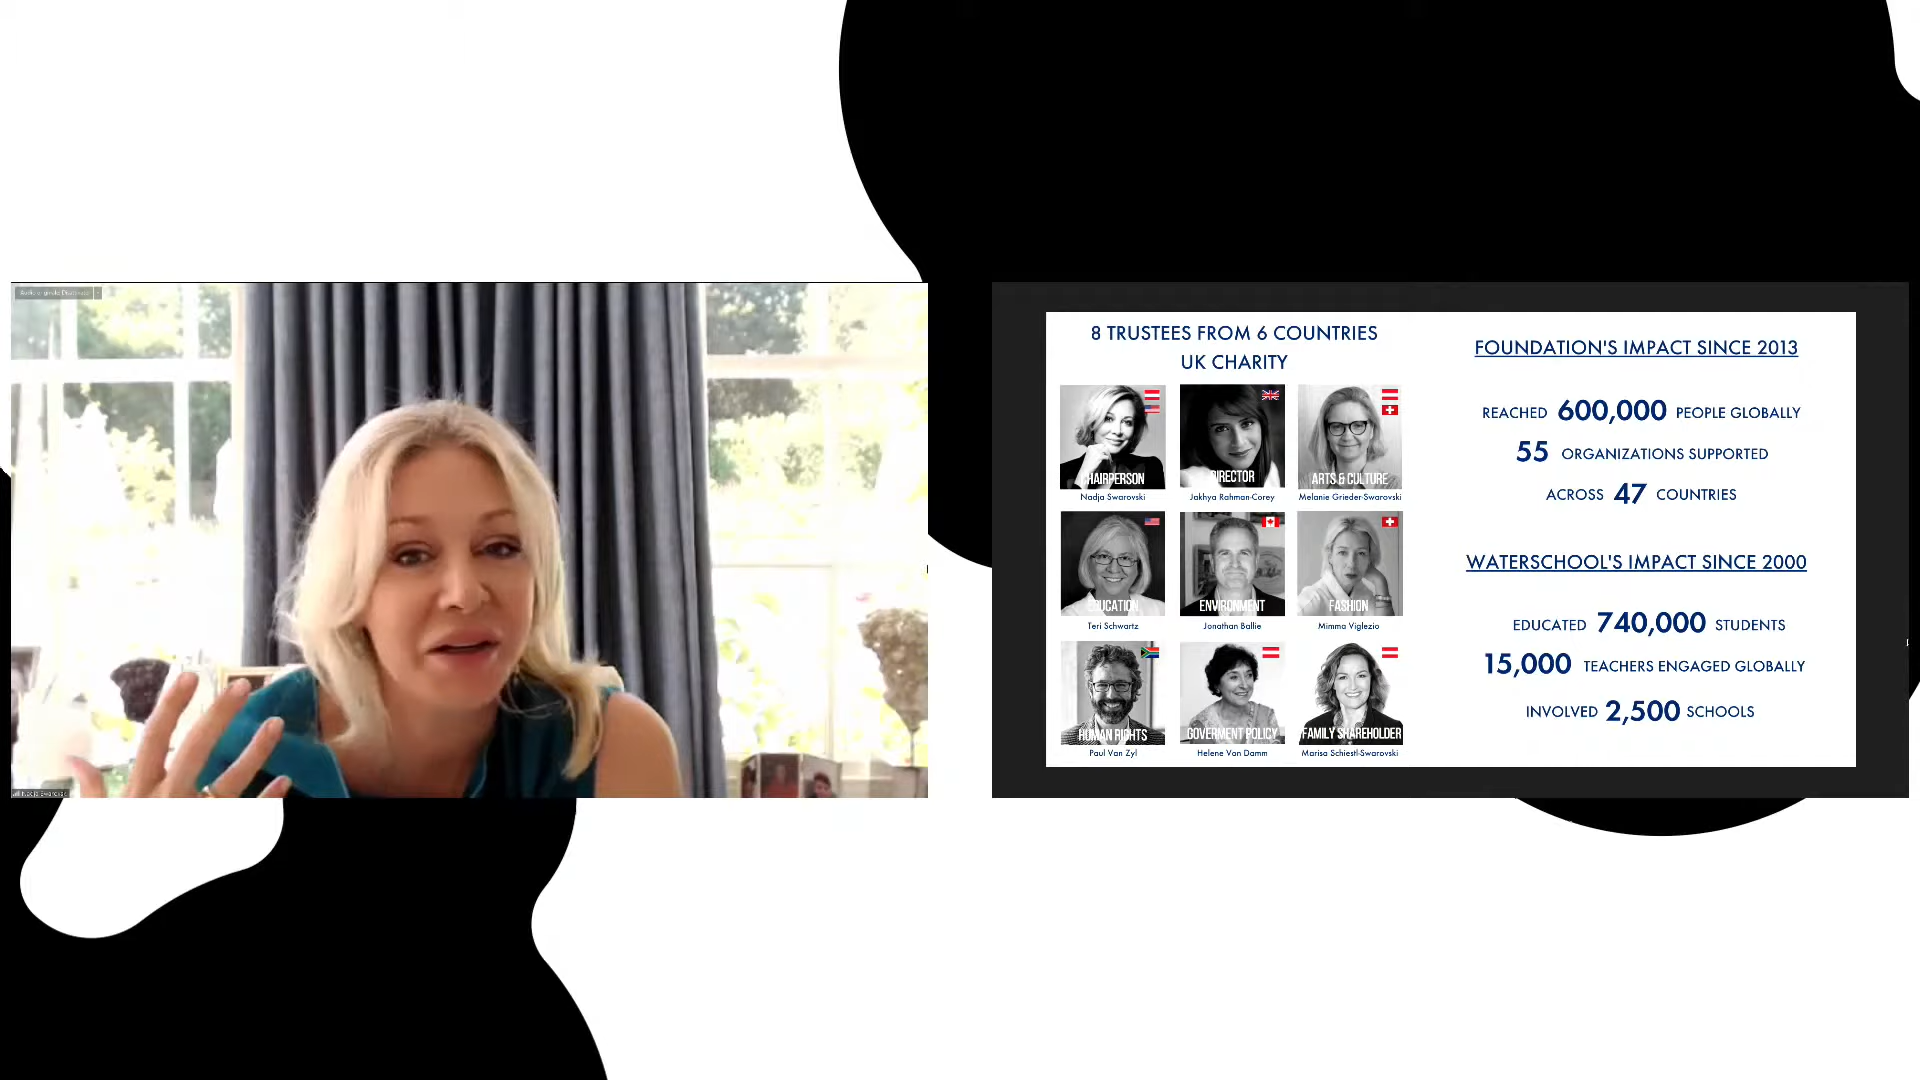 8 TRUSTEES FROM 6 COUNTRIES
UK CHARITY
CHAIRPERSON
Nadja Swarovski
DIRECTOR
Jakhya Rahman-Corey
ARTS & CULTURE
Melanie Grieder-Swarovski
EDUCATION
Teri Schwartz
ENVIRONMENT
Jonathan Ballie
FASHION
Mimma Viglezio
HUMAN RIGHTS
Paul Van Zyl
GOVERMENT POLICY
Helene Von Damm
FAMILY SHAREHOLDER
Marisa Schiestl-Swarovski
FOUNDATION'S IMPACT SINCE 2013
REACHED 600,000 PEOPLE GLOBALLY
55 ORGANIZATIONS SUPPORTED
ACROSS 47 COUNTRIES
WATERSCHOOL'S IMPACT SINCE 2000
EDUCATED 740,000 STUDENTS
15,000 TEACHERS ENGAGED GLOBALLY
INVOLVED 2,500 SCHOOLS